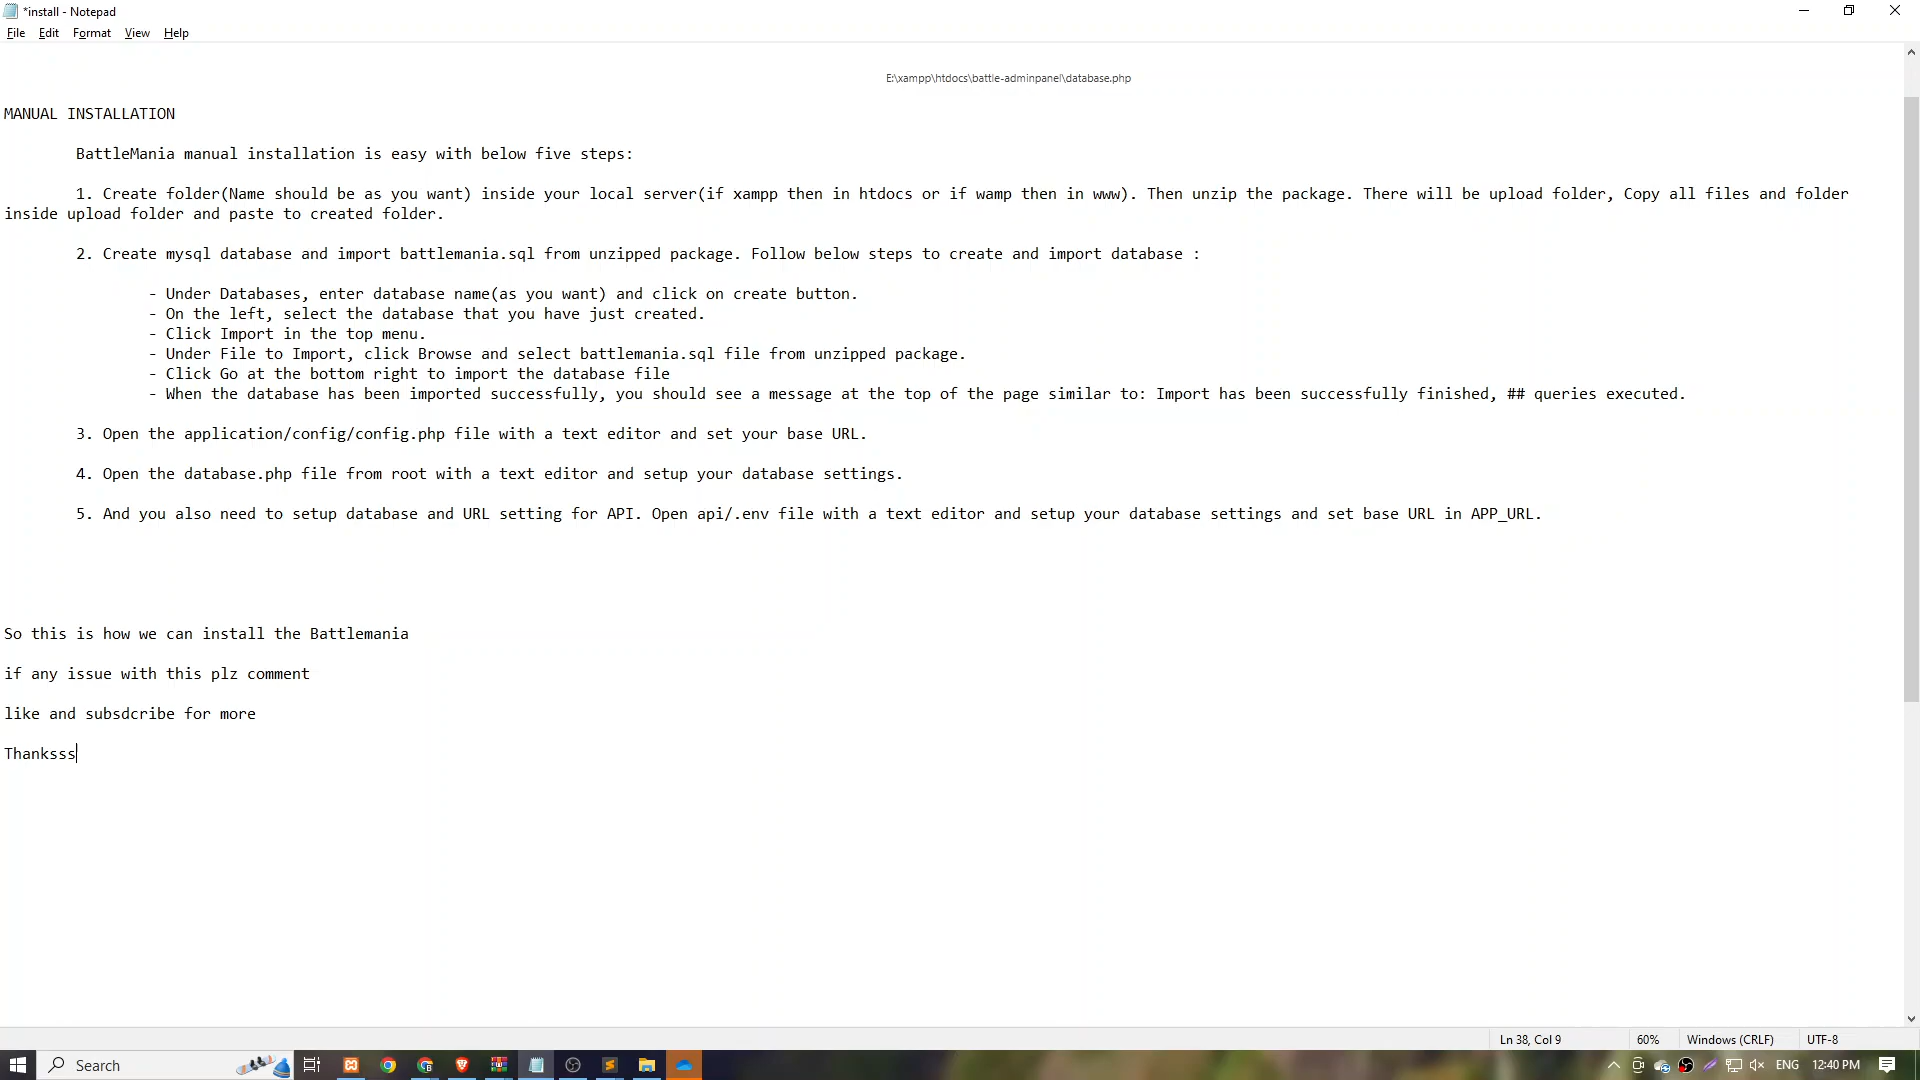 *install - Notepad
File Edit Format View Help
E:\xampp\htdocs\battle-adminpanel\database.php
MANUAL INSTALLATION
BattleMania manual installation is easy with below five steps:
1. Create folder(Name should be as you want) inside your local server(if xampp then in htdocs or if wamp then in www). Then unzip the package. There will be upload folder, Copy all files and folder
inside upload folder and paste to created folder.
2. Create mysql database and import battlemania.sql from unzipped package. Follow below steps to create and import database :
- Under Databases, enter database name(as you want) and click on create button.
- On the left, select the database that you have just created.
- Click Import in the top menu.
- Under File to Import, click Browse and select battlemania.sql file from unzipped package.
- Click Go at the bottom right to import the database file
- When the database has been imported successfully, you should see a message at the top of the page similar to: Import has been successfully finished, ## queries executed.
3. Open the application/config/config.php file with a text editor and set your base URL.
4. Open the database.php file from root with a text editor and setup your database settings.
5. And you also need to setup database and URL setting for API. Open api/.env file with a text editor and setup your database settings and set base URL in APP_URL.
So this is how we can install the Battlemania
if any issue with this plz comment
like and subsdcribe for more
Thanksss
Ln 38, Col 9 60% Windows (CRLF) UTF-8
Search ENG 12:40 PM